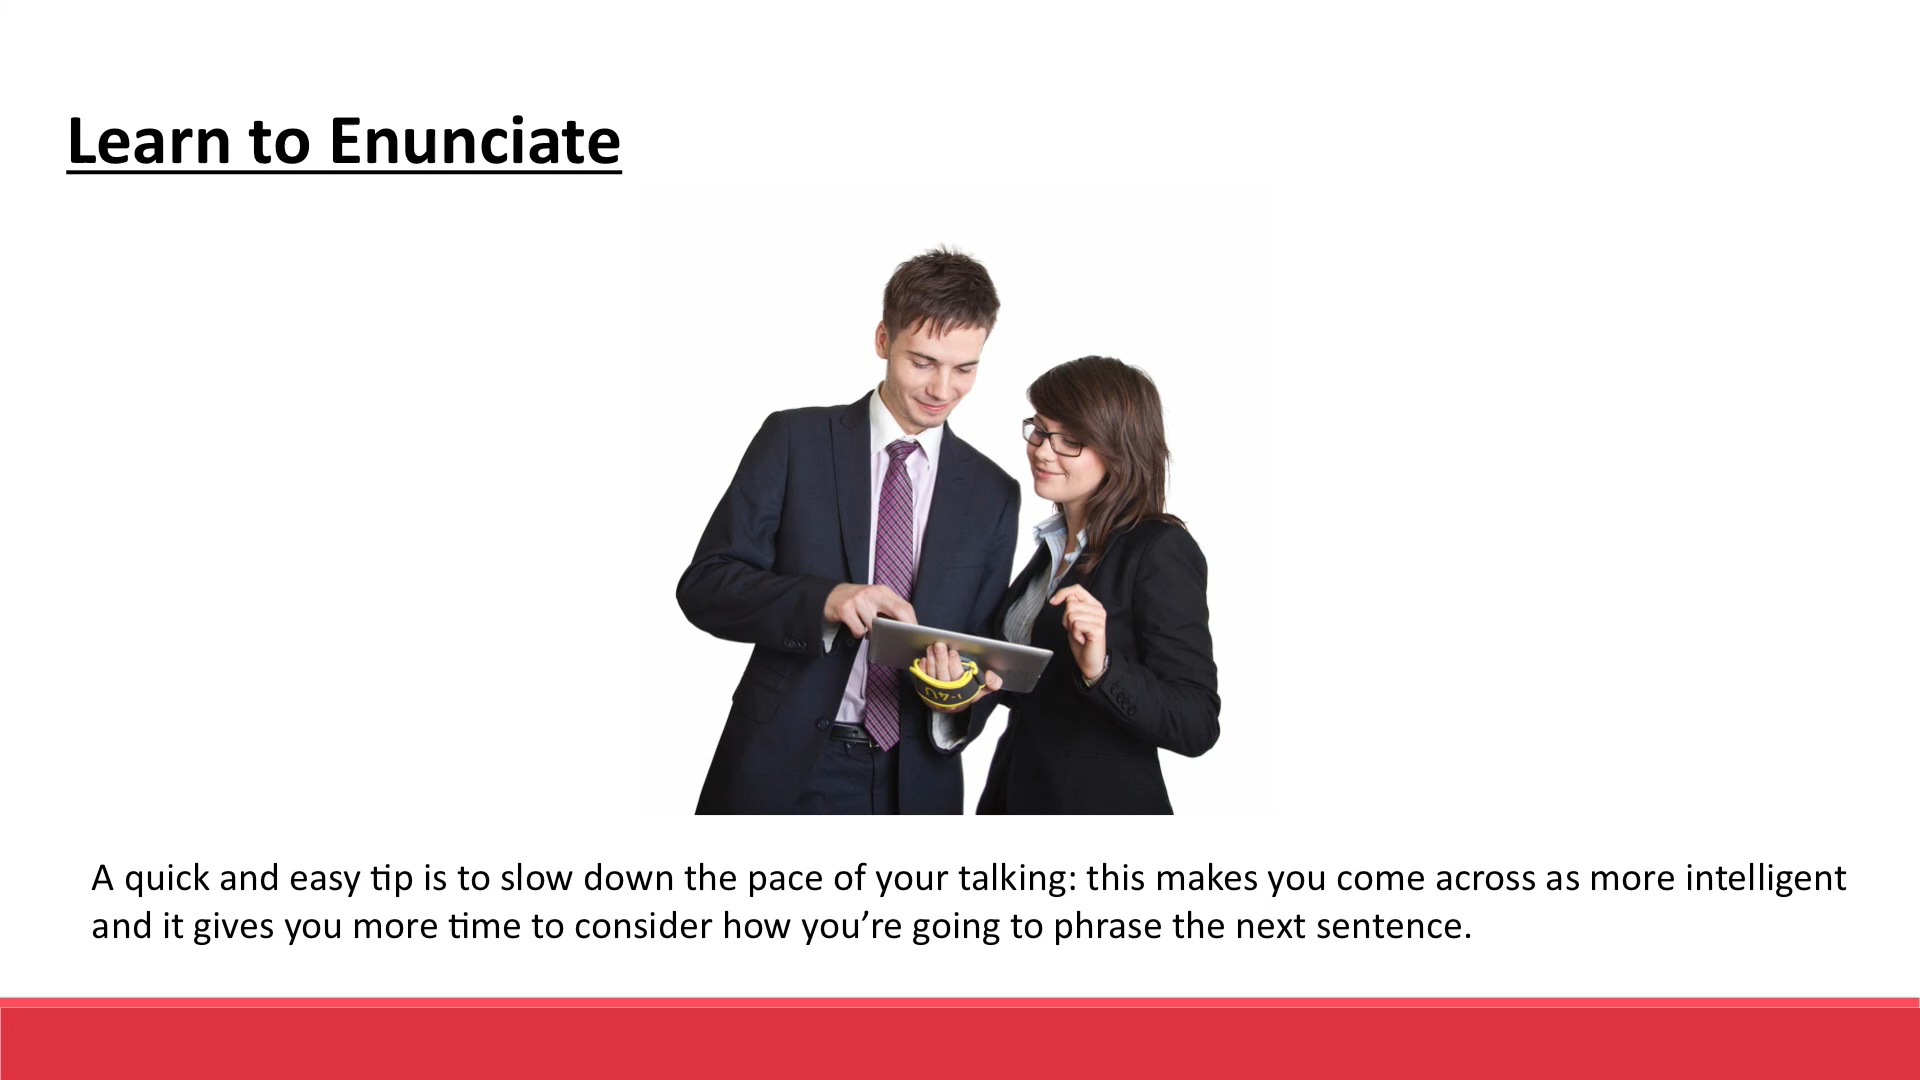 Learn to Enunciate
A quick and easy tip is to slow down the pace of your talking: this makes you come across as more intelligent
and it gives you more time to consider how you’re going to phrase the next sentence.